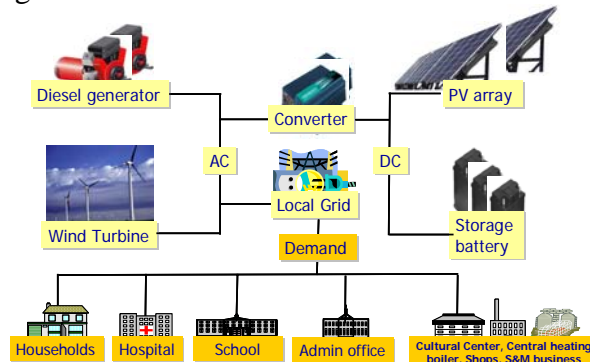 g
Diesel generator
Converter
PV array
AC
DC
Local Grid
Wind Turbine
Storage
battery
Demand
Households
Hospital
School
Admin office
Cultural Center, Central heating
boiler, Shops, S&M business